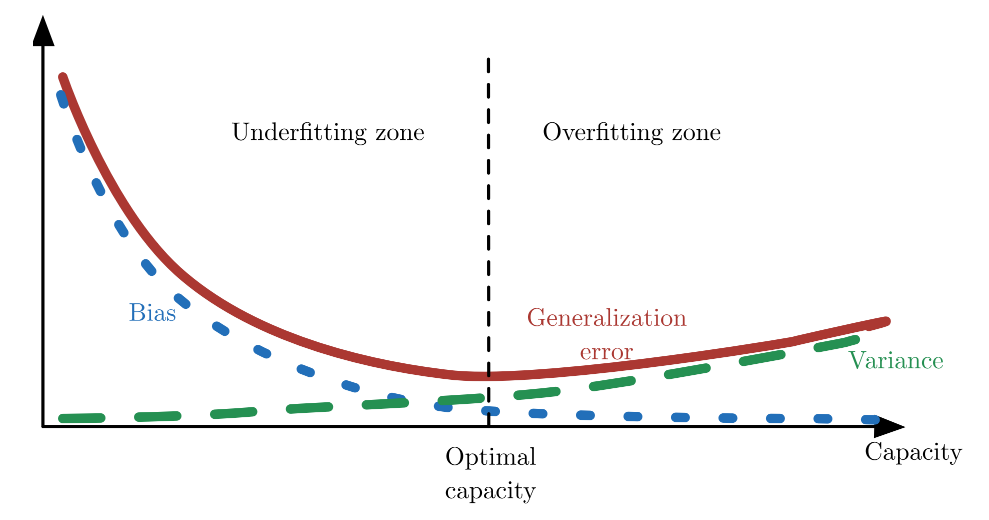 Underfitting zone
Overfitting zone
Bias
Generalization
error
Variance
Capacity
Optimal
capacity